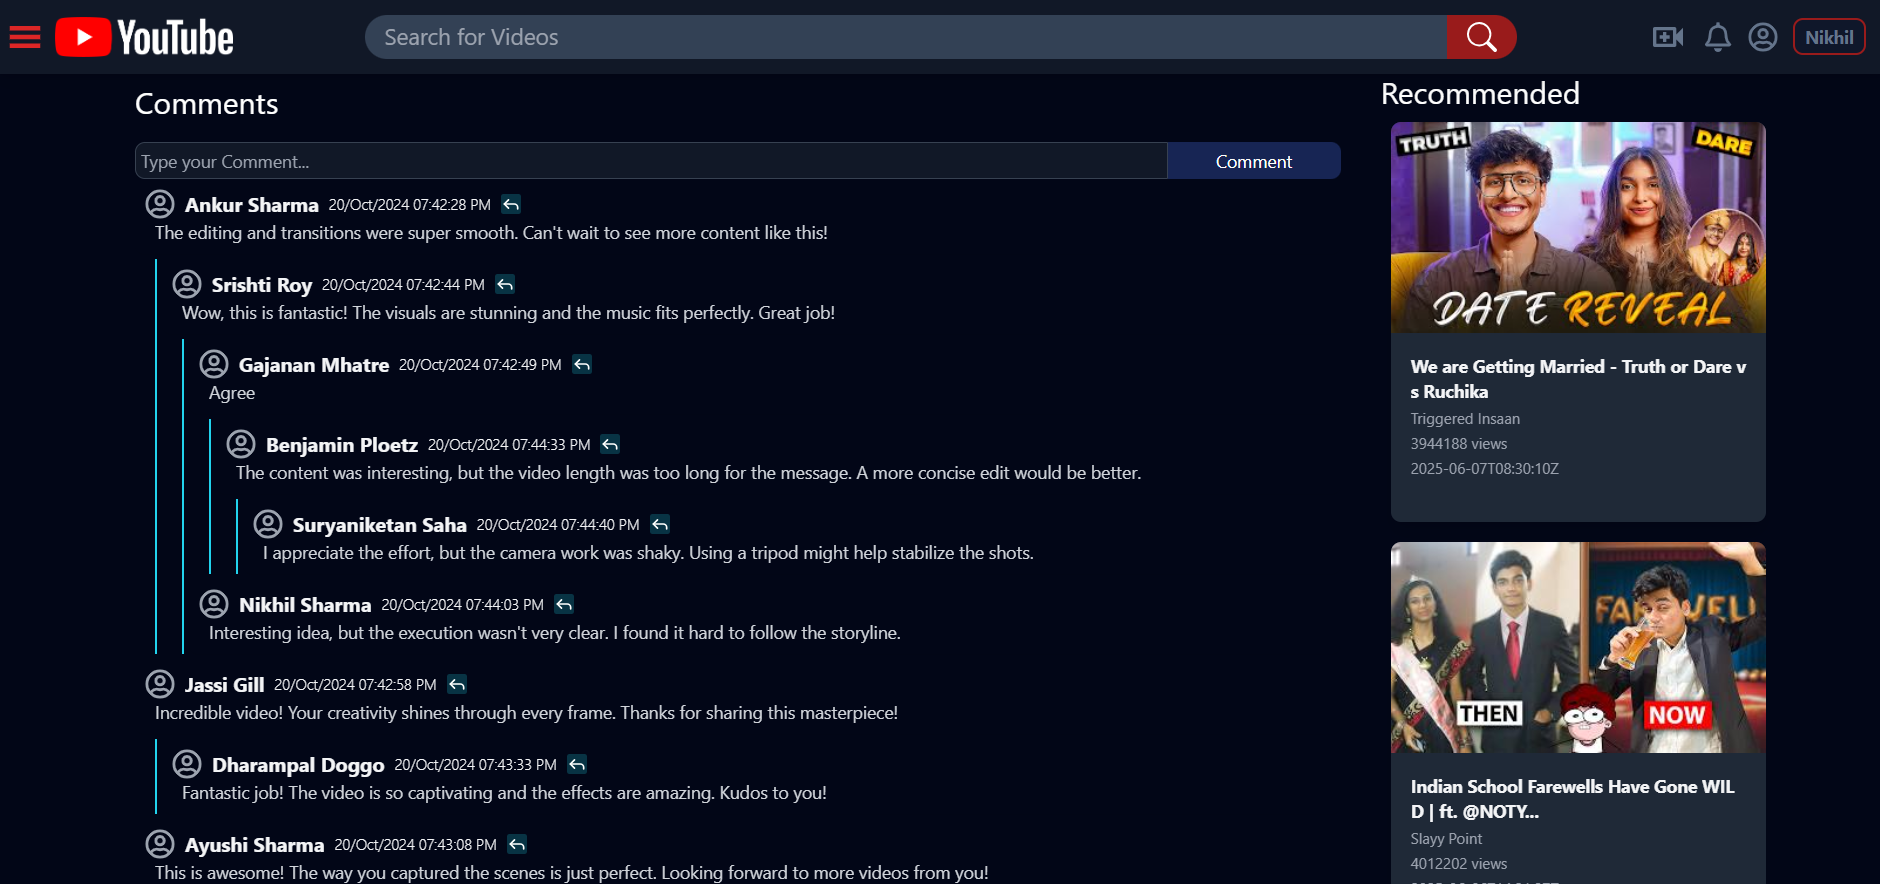 YouTube
Search for Videos
Nikhil
Comments
Type your Comment...
Comment
Ankur Sharma 20/Oct/2024 07:42:28 PM
The editing and transitions were super smooth. Can't wait to see more content like this!
Srishti Roy 20/Oct/2024 07:42:44 PM
Wow, this is fantastic! The visuals are stunning and the music fits perfectly. Great job!
Gajanan Mhatre 20/Oct/2024 07:42:49 PM
Agree
Benjamin Ploetz 20/Oct/2024 07:44:33 PM
The content was interesting, but the video length was too long for the message. A more concise edit would be better.
Suryaniketan Saha 20/Oct/2024 07:44:40 PM
I appreciate the effort, but the camera work was shaky. Using a tripod might help stabilize the shots.
Nikhil Sharma 20/Oct/2024 07:44:03 PM
Interesting idea, but the execution wasn't very clear. I found it hard to follow the storyline.
Jassi Gill 20/Oct/2024 07:42:58 PM
Incredible video! Your creativity shines through every frame. Thanks for sharing this masterpiece!
Dharampal Doggo 20/Oct/2024 07:43:33 PM
Fantastic job! The video is so captivating and the effects are amazing. Kudos to you!
Ayushi Sharma 20/Oct/2024 07:43:08 PM
This is awesome! The way you captured the scenes is just perfect. Looking forward to more videos from you!
Recommended
TRUTH DARE
DATE REVEAL
We are Getting Married - Truth or Dare v
s Ruchika
Triggered Insaan
3944188 views
2025-06-07T08:30:10Z
THEN NOW
Indian School Farewells Have Gone WIL
D | ft. @NOTY...
Slayy Point
4012202 views